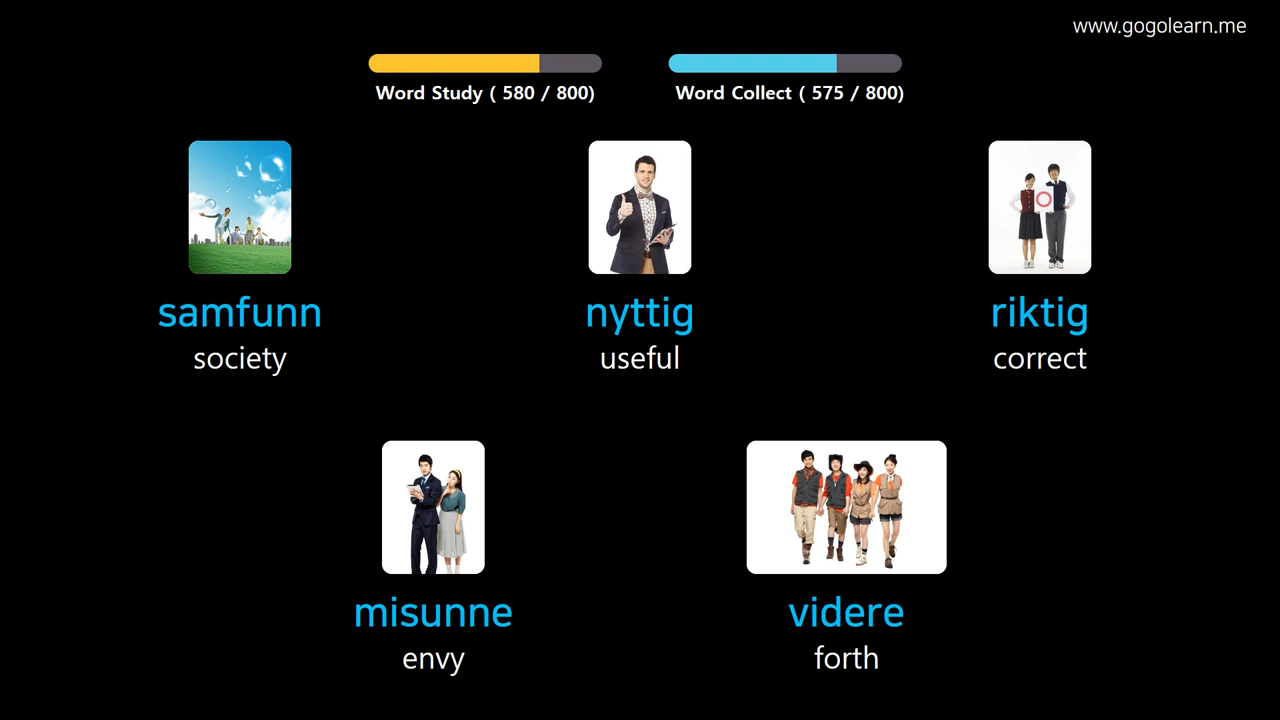 www.gogolearn.me
Word Study ( 580 / 800)
Word Collect ( 575 / 800)
samfunn
society
nyttig
useful
riktig
correct
misunne
envy
videre
forth